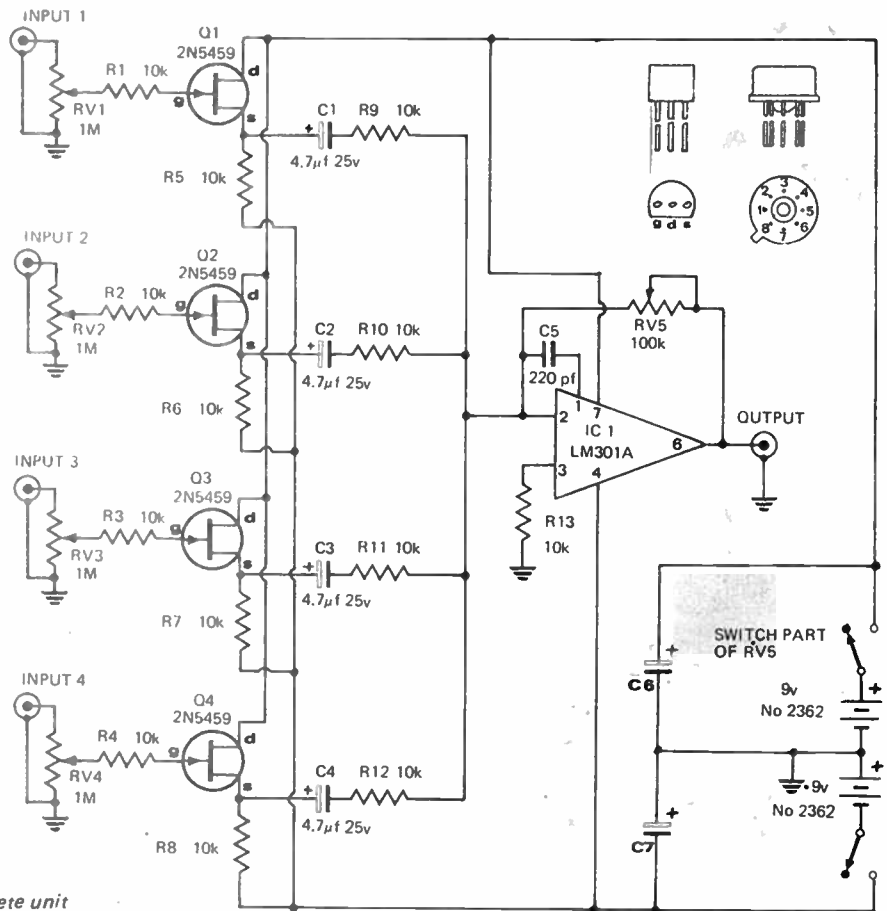 INPUT 1
Q1
2N5459
R1 10k
g
d
s
RV1
1M
C1
+
4.7µf 25v
R9 10k
R5 10k
INPUT 2
Q2
2N5459
R2 10k
g
d
s
RV2
1M
C2
+
4.7µf 25v
R10 10k
R6 10k
INPUT 3
Q3
2N5459
R3 10k
g
d
s
RV3
1M
C3
+
4.7µf 25v
R11 10k
R7 10k
INPUT 4
Q4
2N5459
R4 10k
g
d
s
RV4
1M
C4
+
4.7µf 25v
R12 10k
R8 10k
g d s
1 2 3 4 5 6 7 8
RV5
100k
C5
220 pf
1
7
2
IC 1
LM301A
6
3
4
OUTPUT
R13
10k
SWITCH PART
OF RV5
C6
+
9v
No 2362
+
C7
+
9v
No 2362
+
ete unit